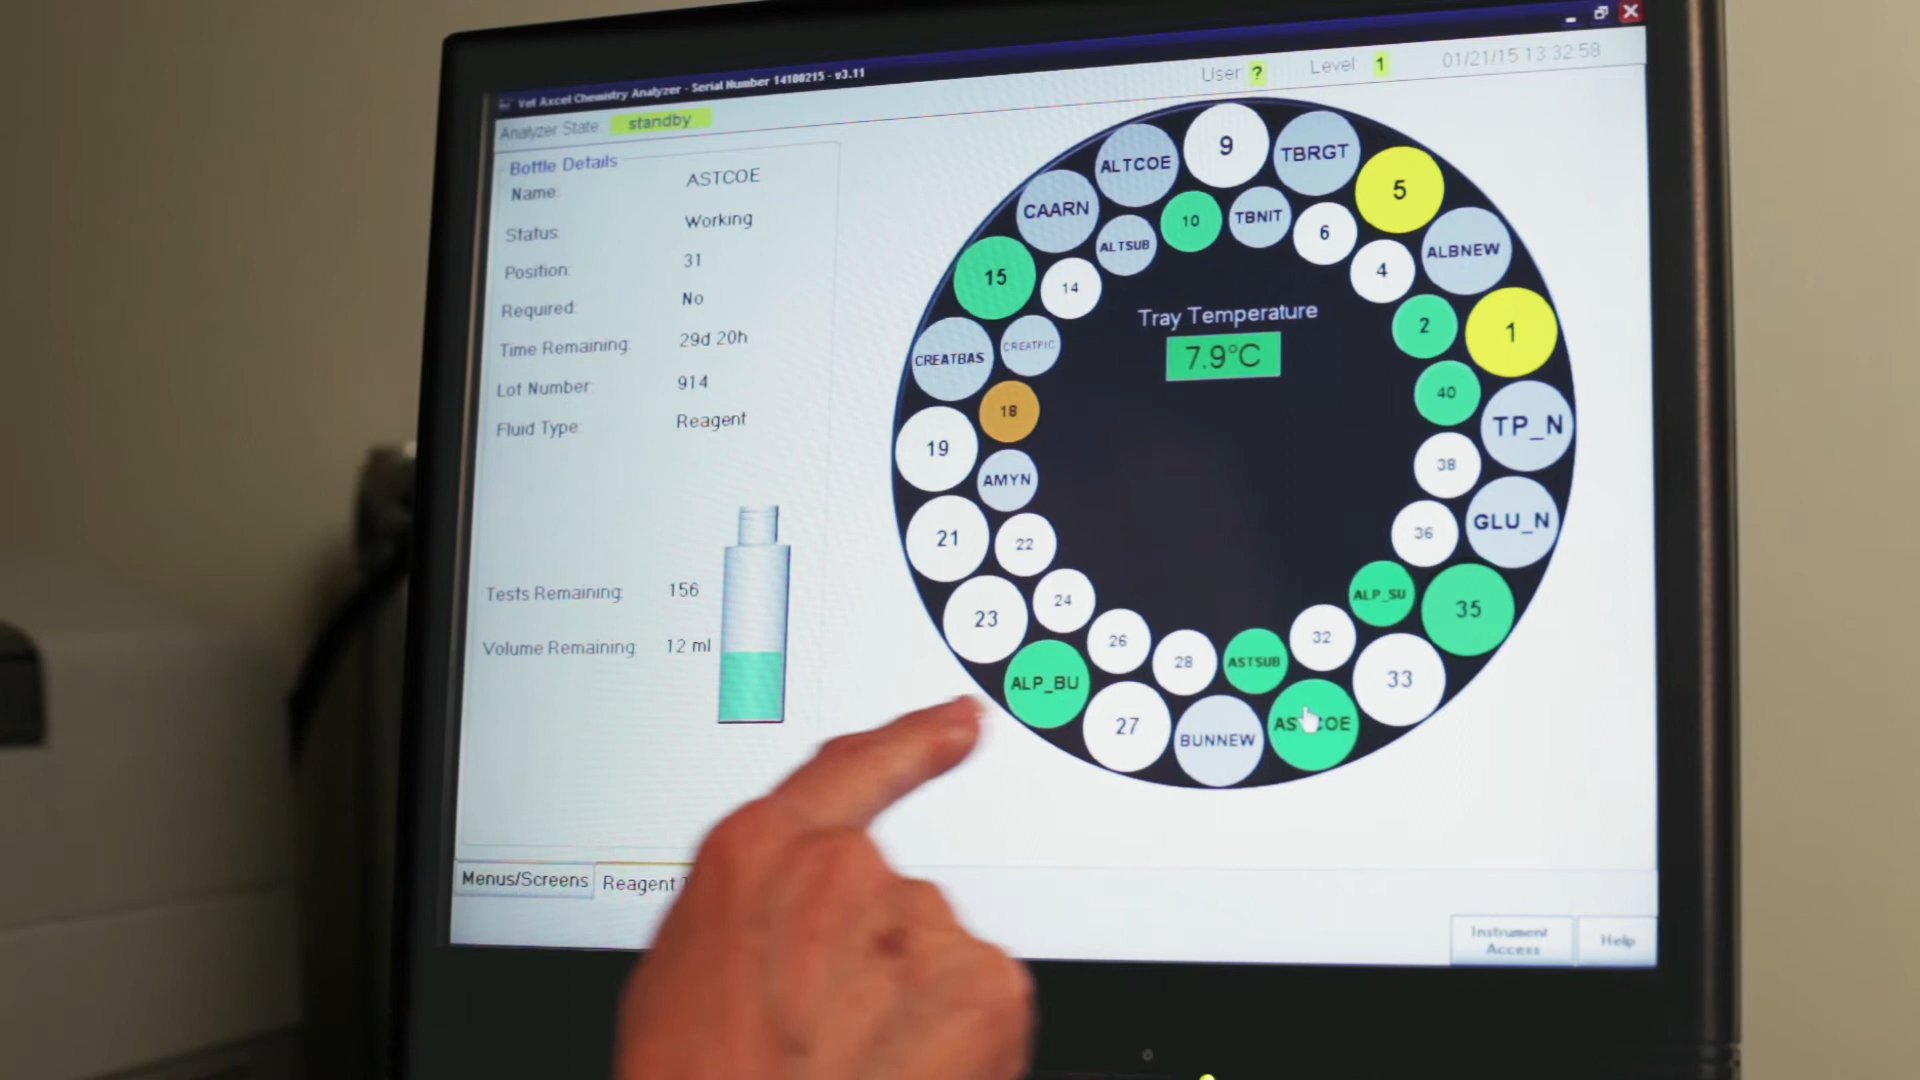 Vet Axcel Chemistry Analyzer - Serial Number 14100215 - v3.11
User ? Level 1 01/21/15 13:32:58
Analyzer State: standby
Bottle Details
Name: ASTCOE
Status: Working
Position: 31
Required: No
Time Remaining: 29d 20h
Lot Number: 914
Fluid Type: Reagent
Tests Remaining: 156
Volume Remaining: 12 ml
9
TBRGT
5
ALBNEW
1
TP_N
GLU_N
35
33
ASTCOE
BUNNEW
27
ALP_BU
23
21
19
CREATBAS
15
CAARN
ALTCOE
10
TBNIT
6
4
2
40
38
36
ALP_SU
32
ASTSUB
28
26
24
22
AMYN
18
CREATPIC
14
ALTSUB
Tray Temperature
7.9°C
Menus/Screens Reagent
Instrument
Access
Help